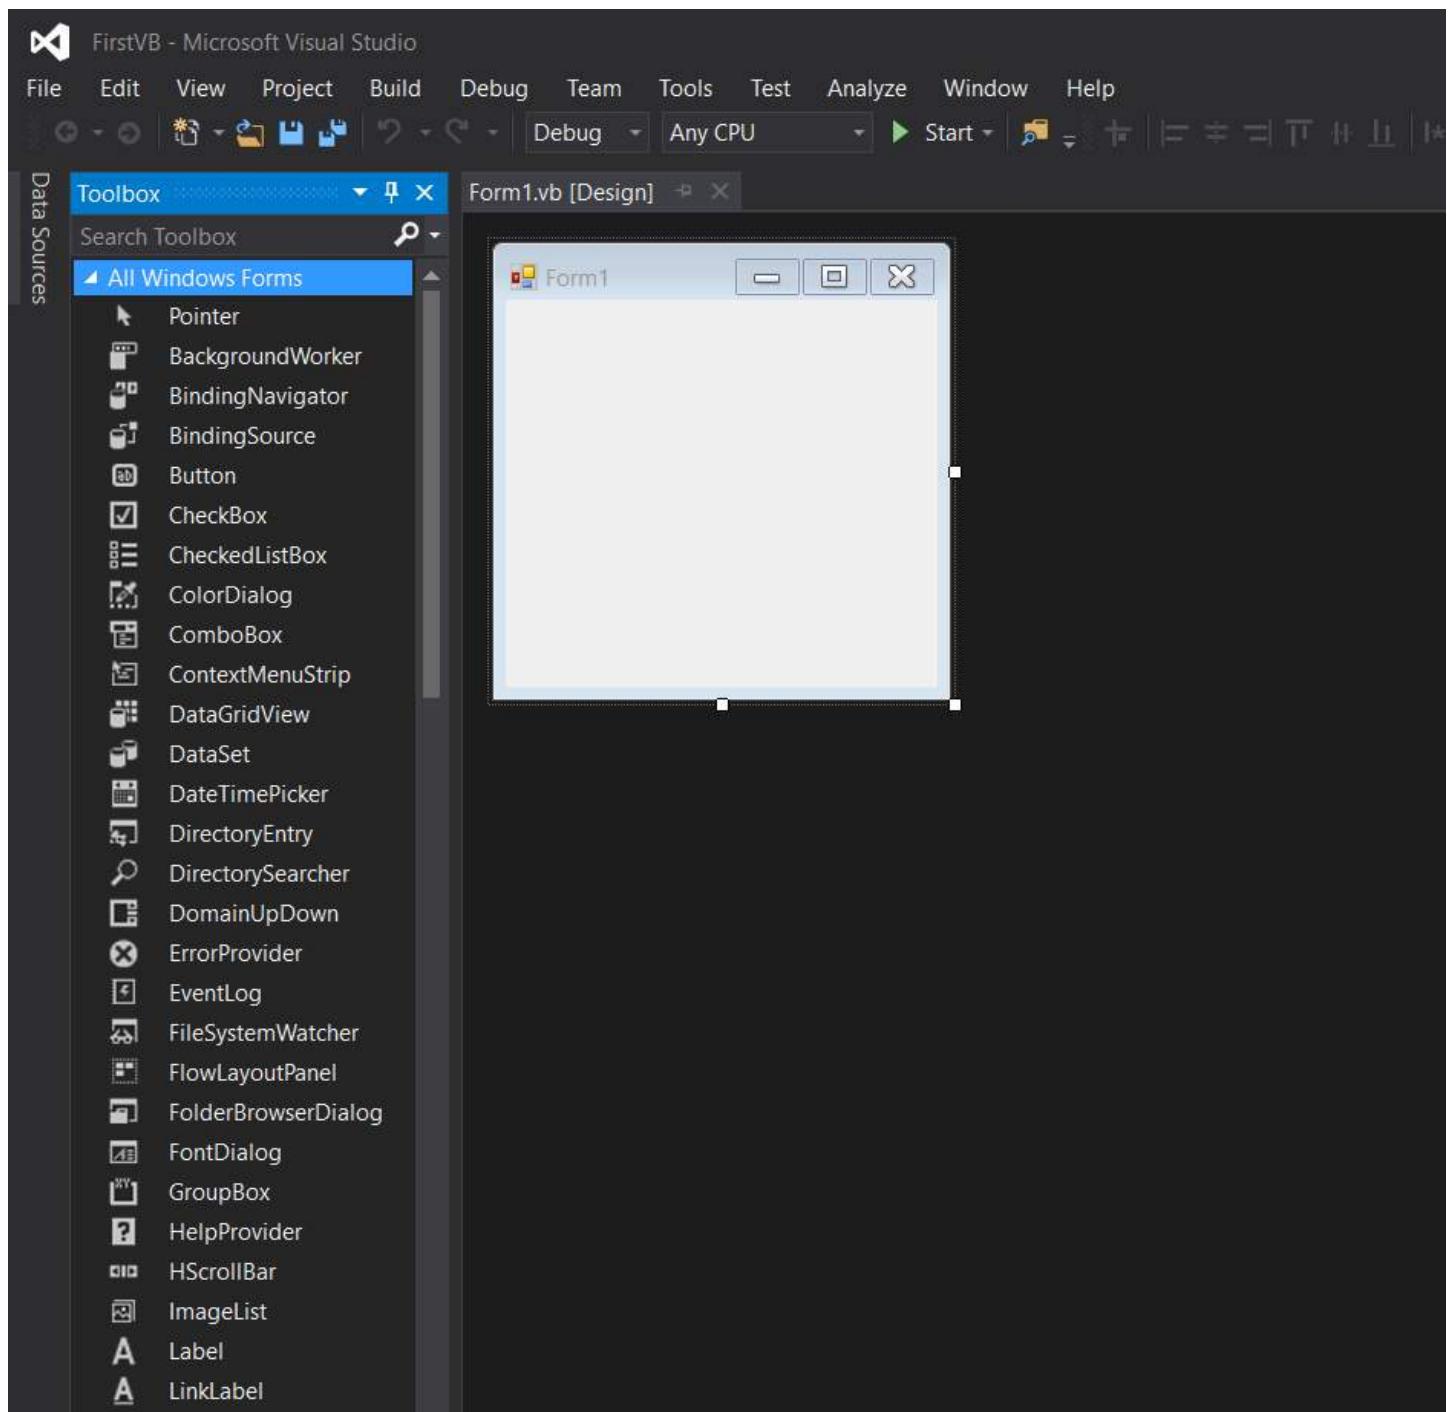 FirstVB - Microsoft Visual Studio
File Edit View Project Build Debug Team Tools Test Analyze Window Help
Debug Any CPU Start
Data Sources
Toolbox
Form1.vb [Design]
Search Toolbox
All Windows Forms
Form1
Pointer
BackgroundWorker
BindingNavigator
BindingSource
Button
CheckBox
CheckedListBox
ColorDialog
ComboBox
ContextMenuStrip
DataGridView
DataSet
DateTimePicker
DirectoryEntry
DirectorySearcher
DomainUpDown
ErrorProvider
EventLog
FileSystemWatcher
FlowLayoutPanel
FolderBrowserDialog
FontDialog
GroupBox
HelpProvider
HScrollBar
ImageList
Label
LinkLabel